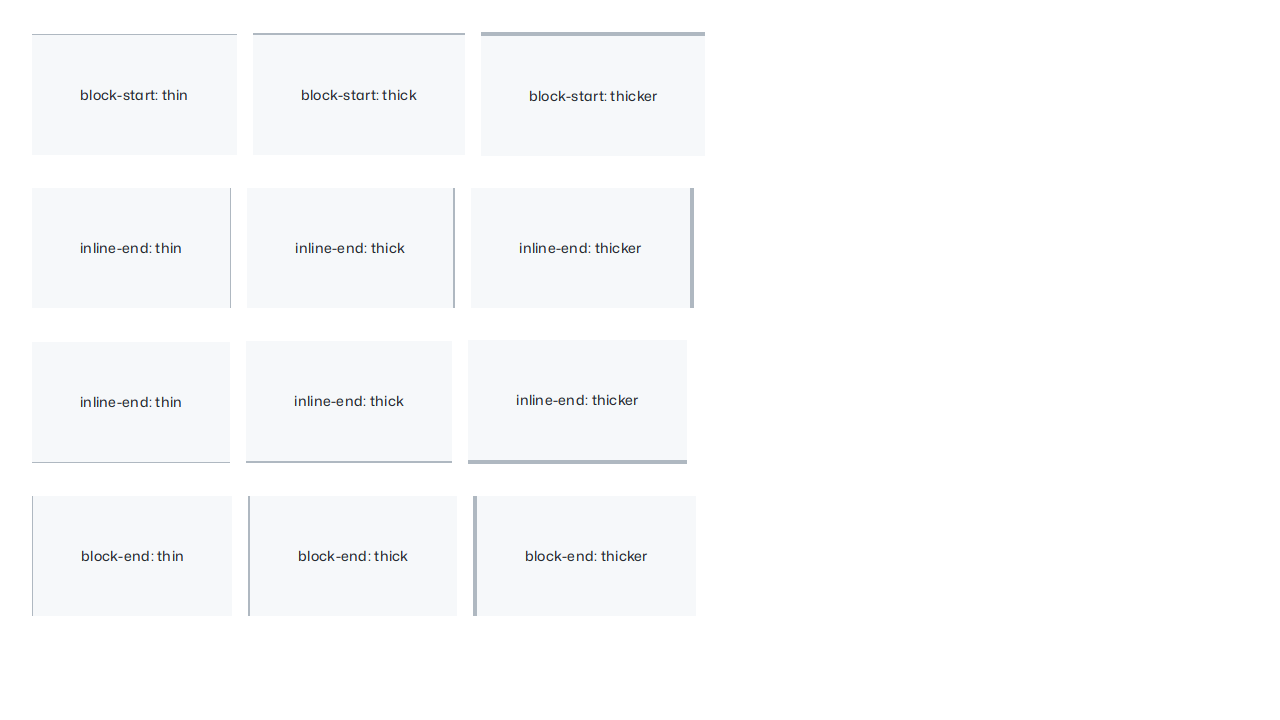 block-start: thin
block-start: thick
block-start: thicker
inline-end: thin
inline-end: thick
inline-end: thicker
inline-end: thin
inline-end: thick
inline-end: thicker
block-end: thin
block-end: thick
block-end: thicker